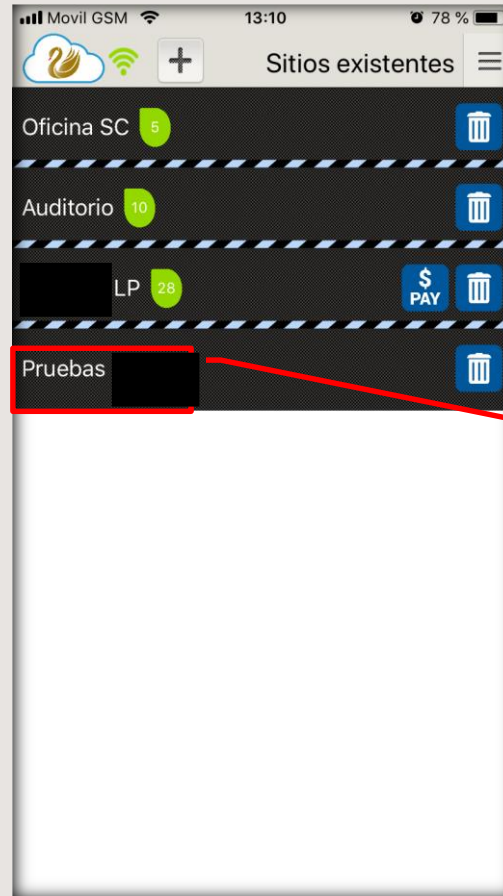 Movil GSM 13:10 78 %
+ Sitios existentes
Oficina SC 5
Auditorio 10
LP 28 $ PAY
Pruebas